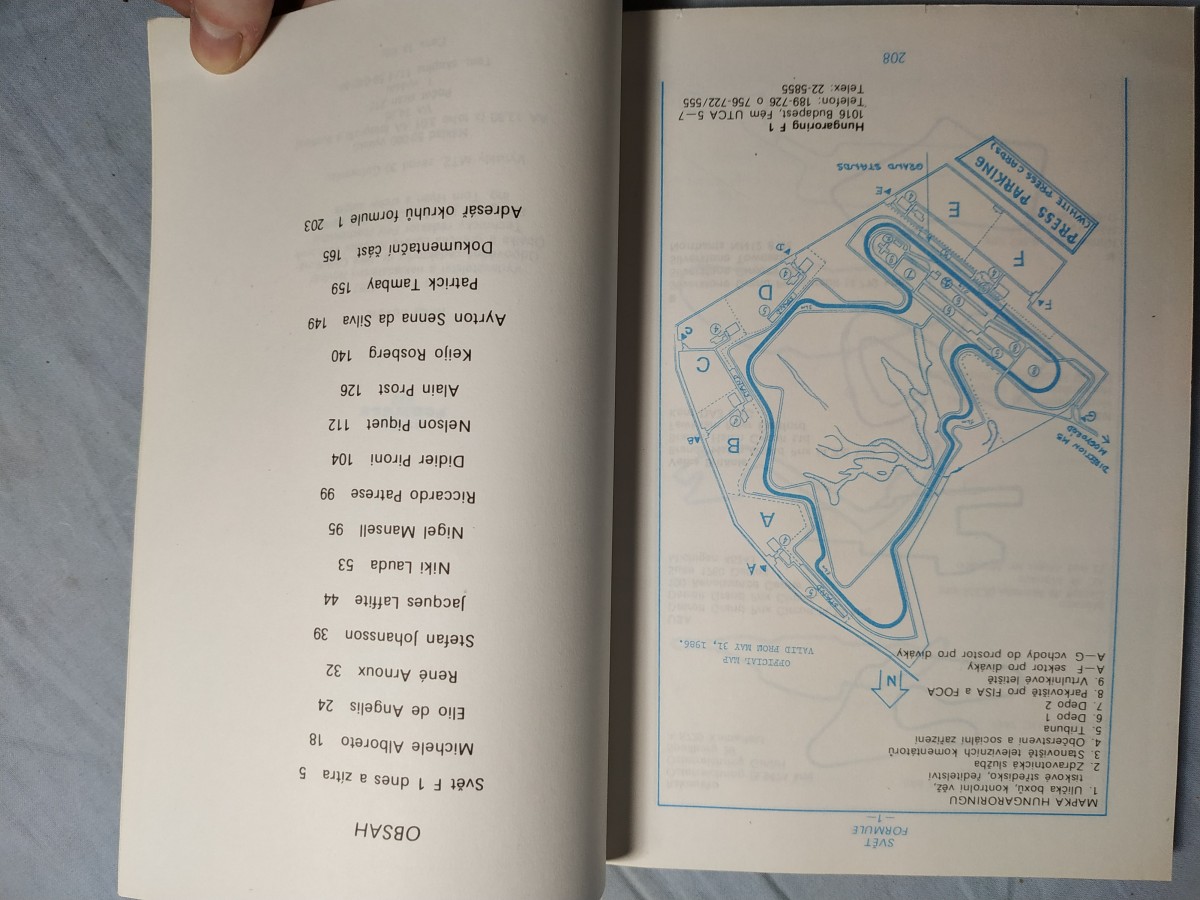 SVĚT
FORMULE
—1—
MAPKA HUNGARORINGU
1. Ulička boxů, kontrolní věž,
tiskové středisko, ředitelství
2. Zdravotnická služba
3. Stanoviště televizních komentátorů
4. Občerstvení a sociální zařízení
5. Tribuna
6. Depo 1
7. Depo 2
8. Parkoviště pro FISA a FOCA
9. Vrtulníkové letiště
A—F sektor pro diváky
A—G vchody do prostor pro diváky
N
OFFICIAL MAP
VALID FROM MAY 31, 1986.
A
A
B
B
C
C
D
D
E
E
F
F
G
DIRECTION M3
MOGYORÓD
GRAND STANDS
PRESS PARKING
(WHITE PRESS CARDS)
Hungaroring F 1
1016 Budapest, Fém UTCA 5—7
Telefon: 189-726 o 756-722/555
Telex: 22-5855
208
OBSAH
Svět F 1 dnes a zítra 5
Michele Alboreto 18
Elio de Angelis 24
René Arnoux 32
Stefan Johansson 39
Jacques Laffite 44
Niki Lauda 53
Nigel Mansell 95
Riccardo Patrese 99
Didier Pironi 104
Nelson Piquet 112
Alain Prost 126
Keijo Rosberg 140
Ayrton Senna da Silva 149
Patrick Tambay 159
Dokumentační část 165
Adresář okruhů formule 1 203